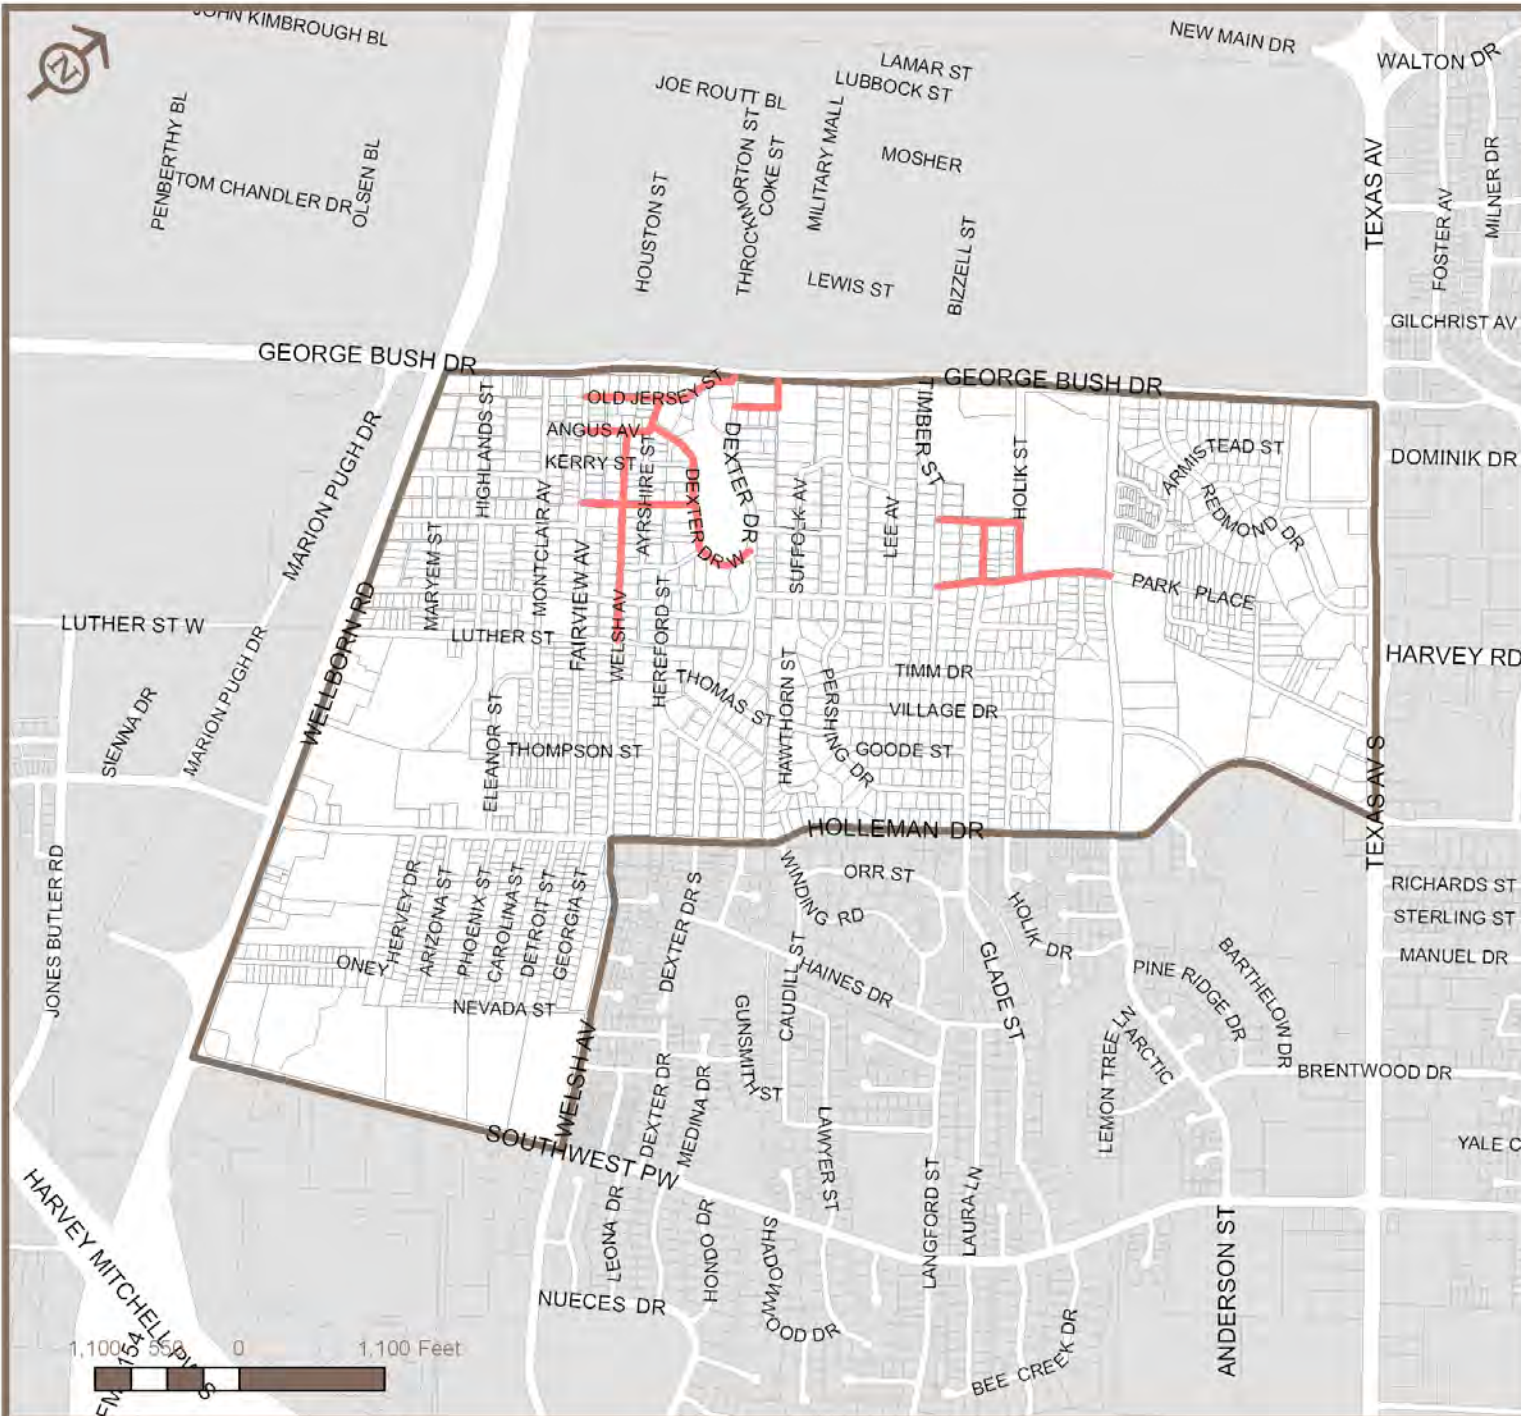 JOHN KIMBROUGH BL
NEW MAIN DR
WALTON DR
N
LAMAR ST
LUBBOCK ST
JOE ROUTT BL
PENBERTHY BL
TOM CHANDLER DR
OLSEN BL
HOUSTON ST
THROCKMORTON ST
COKE ST
MILITARY MALL
MOSHER
LEWIS ST
BIZZELL ST
TEXAS AV
FOSTER AV
MILNER DR
GILCHRIST AV
GEORGE BUSH DR
GEORGE BUSH DR
OLD JERSEY ST
ANGUS AV
KERRY ST
HIGHLANDS ST
MONTCLAIR AV
AYRSHIRE ST
DEXTER DR W
DEXTER DR
SUFFOLK AV
LEE AV
TIMBER ST
HOLIK ST
ARMISTEAD ST
REDMOND DR
DOMINIK DR
MARION PUGH DR
MARYEM ST
FAIRVIEW AV
WELSH AV
HEREFORD ST
PARK PLACE
LUTHER ST W
LUTHER ST
WELLBORN RD
MARION PUGH DR
SIENNA DR
HARVEY RD
THOMAS ST
HAWTHORN ST
PERSHING DR
TIMM DR
VILLAGE DR
GOODE ST
ELEANOR ST
THOMPSON ST
TEXAS AV S
HOLLEMAN DR
JONES BUTLER RD
HERVEY DR
ARIZONA ST
PHOENIX ST
CAROLINA ST
DETROIT ST
GEORGIA ST
ONEY
NEVADA ST
DEXTER DR S
WINDING RD
ORR ST
HOLIK DR
GLADE ST
CAUDILL ST
HAINES DR
GUNSMITH ST
PINE RIDGE DR
BARTHELOW DR
LEMON TREE LN
ARCTIC
BRENTWOOD DR
RICHARDS ST
STERLING ST
MANUEL DR
YALE C
WELSH AV
SOUTHWEST PW
DEXTER DR
MEDINA DR
LAWYER ST
LANGFORD ST
LAURA LN
LEONA DR
HONDO DR
SHADOWWOOD DR
NUECES DR
BEE CREEK DR
ANDERSON ST
HARVEY MITCHELL PW S
FM 154
1,100 550 0 1,100 Feet